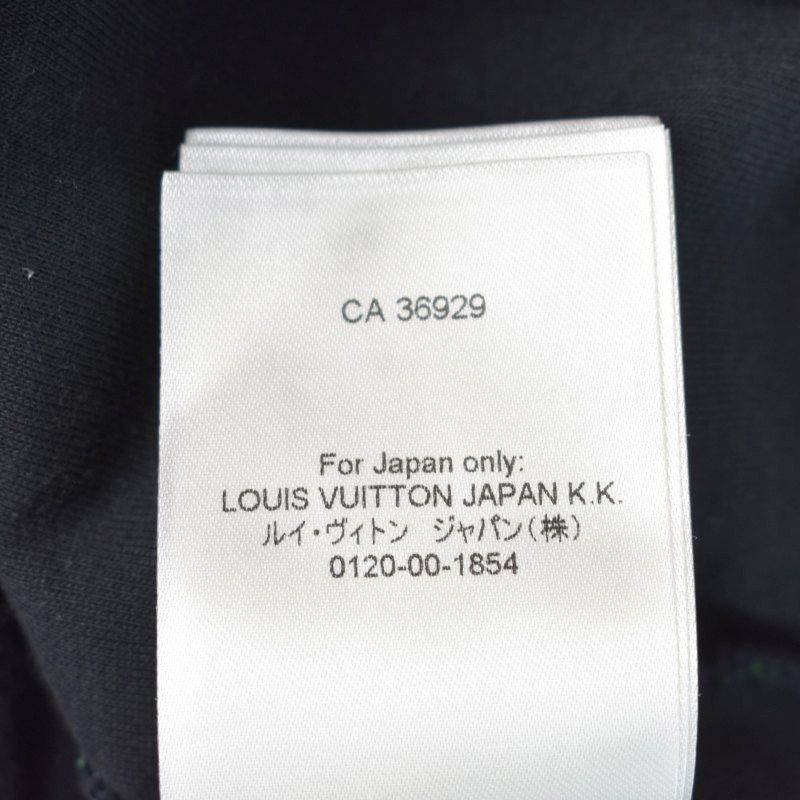 CA 36929
For Japan only:
LOUIS VUITTON JAPAN K.K.
ルイ・ヴィトン ジャパン(株)
0120-00-1854